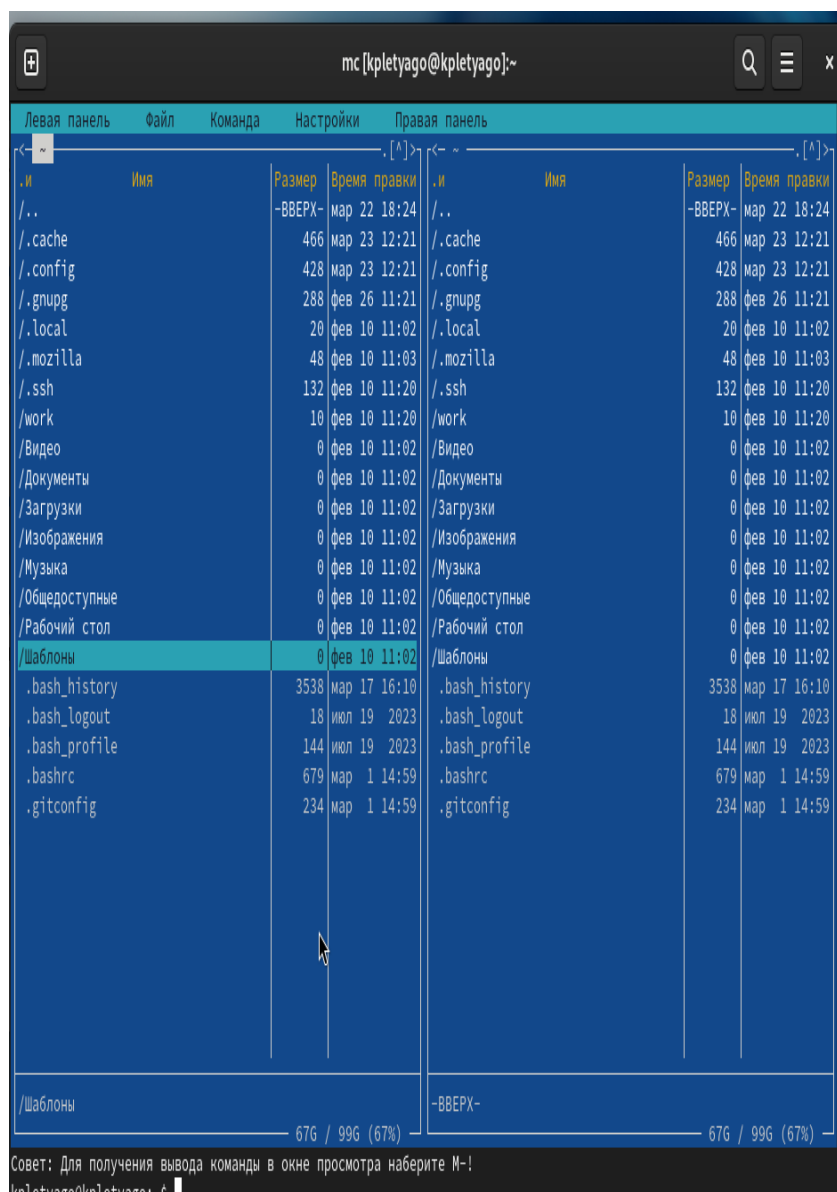 mc [kpletyago@kpletyago]:~
Левая панель Файл Команда Настройки Правая панель
<- ~ .[^]> <- ~ .[^]>
.и Имя Размер Время правки .и Имя Размер Время правки
/.. -ВВЕРХ- мар 22 18:24 /.. -ВВЕРХ- мар 22 18:24
/.cache 466 мар 23 12:21 /.cache 466 мар 23 12:21
/.config 428 мар 23 12:21 /.config 428 мар 23 12:21
/.gnupg 288 фев 26 11:21 /.gnupg 288 фев 26 11:21
/.local 20 фев 10 11:02 /.local 20 фев 10 11:02
/.mozilla 48 фев 10 11:03 /.mozilla 48 фев 10 11:03
/.ssh 132 фев 10 11:20 /.ssh 132 фев 10 11:20
/work 10 фев 10 11:20 /work 10 фев 10 11:20
/Видео 0 фев 10 11:02 /Видео 0 фев 10 11:02
/Документы 0 фев 10 11:02 /Документы 0 фев 10 11:02
/Загрузки 0 фев 10 11:02 /Загрузки 0 фев 10 11:02
/Изображения 0 фев 10 11:02 /Изображения 0 фев 10 11:02
/Музыка 0 фев 10 11:02 /Музыка 0 фев 10 11:02
/Общедоступные 0 фев 10 11:02 /Общедоступные 0 фев 10 11:02
/Рабочий стол 0 фев 10 11:02 /Рабочий стол 0 фев 10 11:02
/Шаблоны 0 фев 10 11:02 /Шаблоны 0 фев 10 11:02
.bash_history 3538 мар 17 16:10 .bash_history 3538 мар 17 16:10
.bash_logout 18 июл 19 2023 .bash_logout 18 июл 19 2023
.bash_profile 144 июл 19 2023 .bash_profile 144 июл 19 2023
.bashrc 679 мар 1 14:59 .bashrc 679 мар 1 14:59
.gitconfig 234 мар 1 14:59 .gitconfig 234 мар 1 14:59
/Шаблоны -ВВЕРХ-
67G / 99G (67%) 67G / 99G (67%)
Совет: Для получения вывода команды в окне просмотра наберите M-!
kpletyago@kpletyago:~$